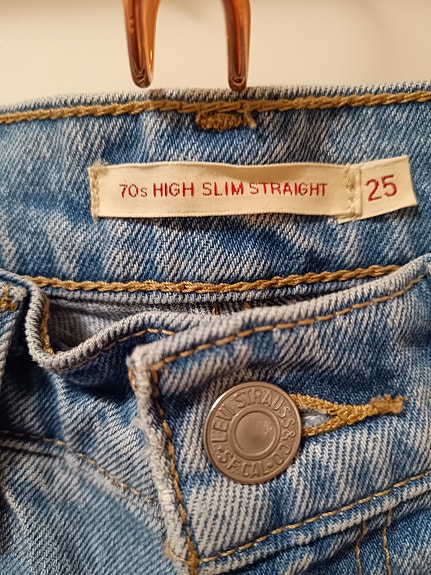 70s HIGH SLIM STRAIGHT 25
LEVI STRAUSS & CO.
S.F.CAL.